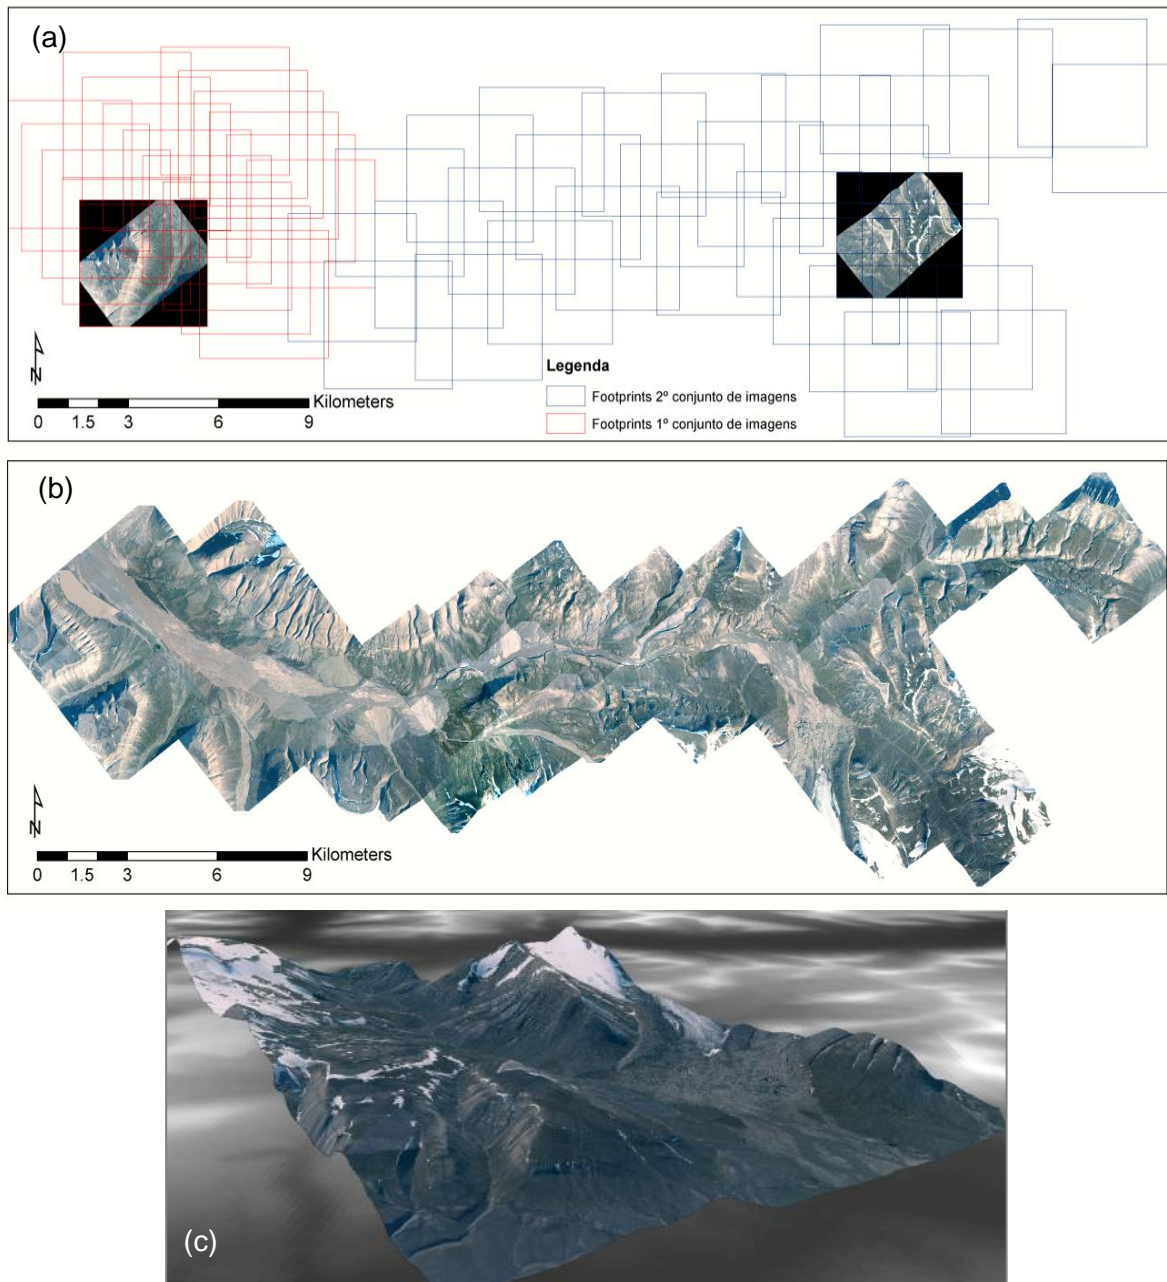 (a)
Legenda
Footprints 2º conjunto de imagens
Footprints 1º conjunto de imagens
N
Kilometers
0 1.5 3 6 9
(b)
N
Kilometers
0 1.5 3 6 9
(c)